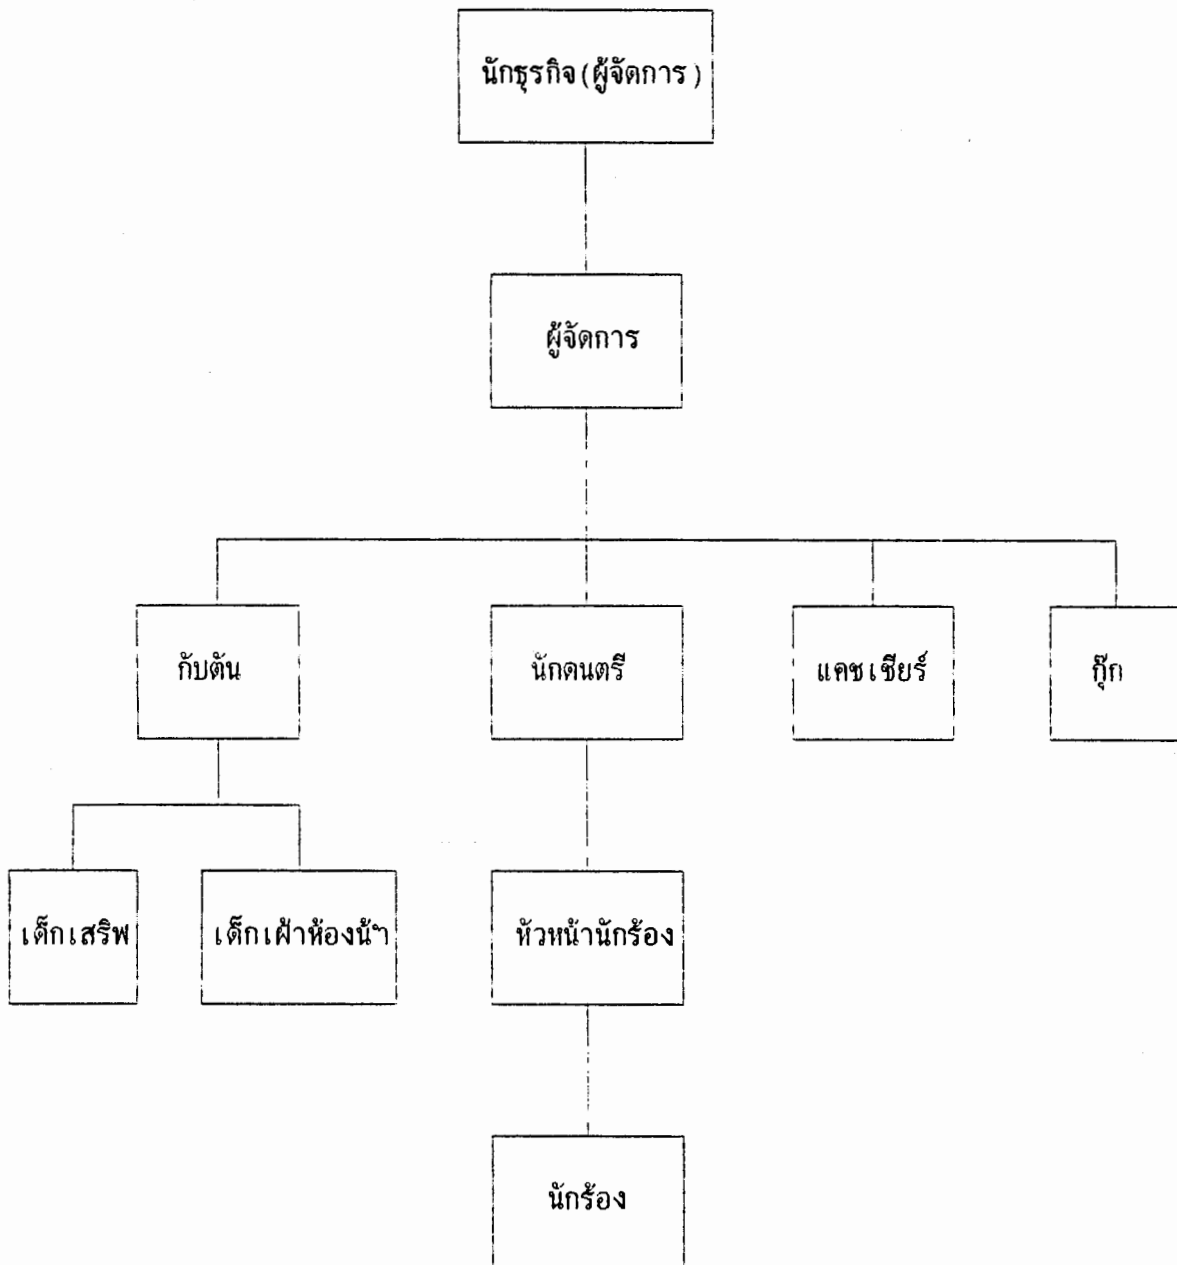 นักธุรกิจ(ผู้จัดการ)
ผู้จัดการ
กับตัน
นักดนตรี
แคชเชียร์
กุ๊ก
เด็กเสริฟ
เด็กเฝ้าห้องน้ำ
หัวหน้านักร้อง
นักร้อง